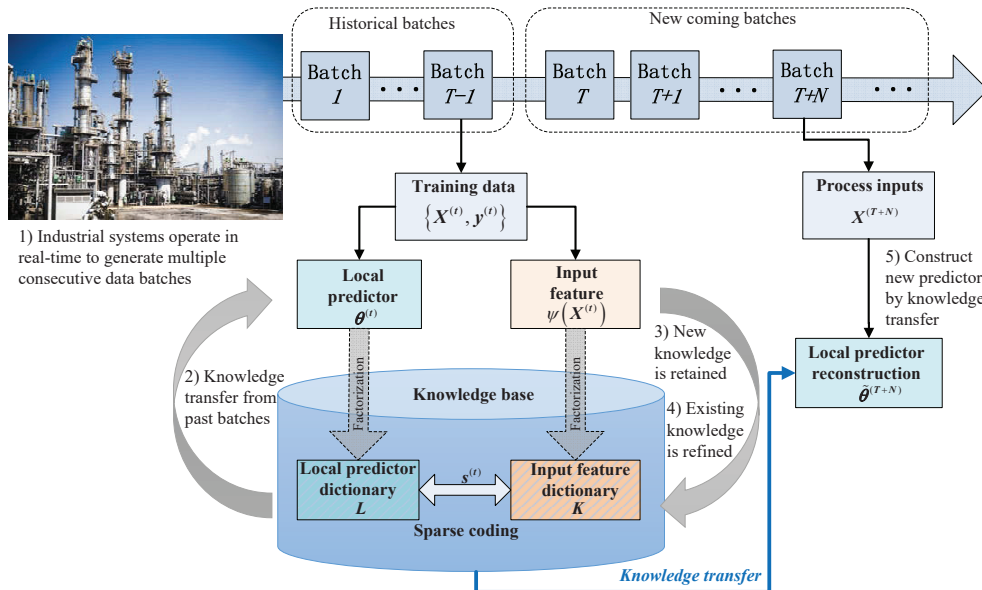 Historical batches
New coming batches
Batch
1
...
Batch
T-1
Batch
T
Batch
T+1
...
Batch
T+N
...
Training data
{X^(t), y^(t)}
Process inputs
X^(T+N)
1) Industrial systems operate in
real-time to generate multiple
consecutive data batches
Local
predictor
θ^(t)
Input
feature
ψ(X^(t))
5) Construct
new predictor
by knowledge
transfer
3) New
knowledge
is retained
2) Knowledge
transfer from
past batches
Factorization
Factorization
Knowledge base
4) Existing
knowledge
is refined
Local predictor
reconstruction
θ̃^(T+N)
Local predictor
dictionary
L
s^(t)
Input feature
dictionary
K
Sparse coding
Knowledge transfer